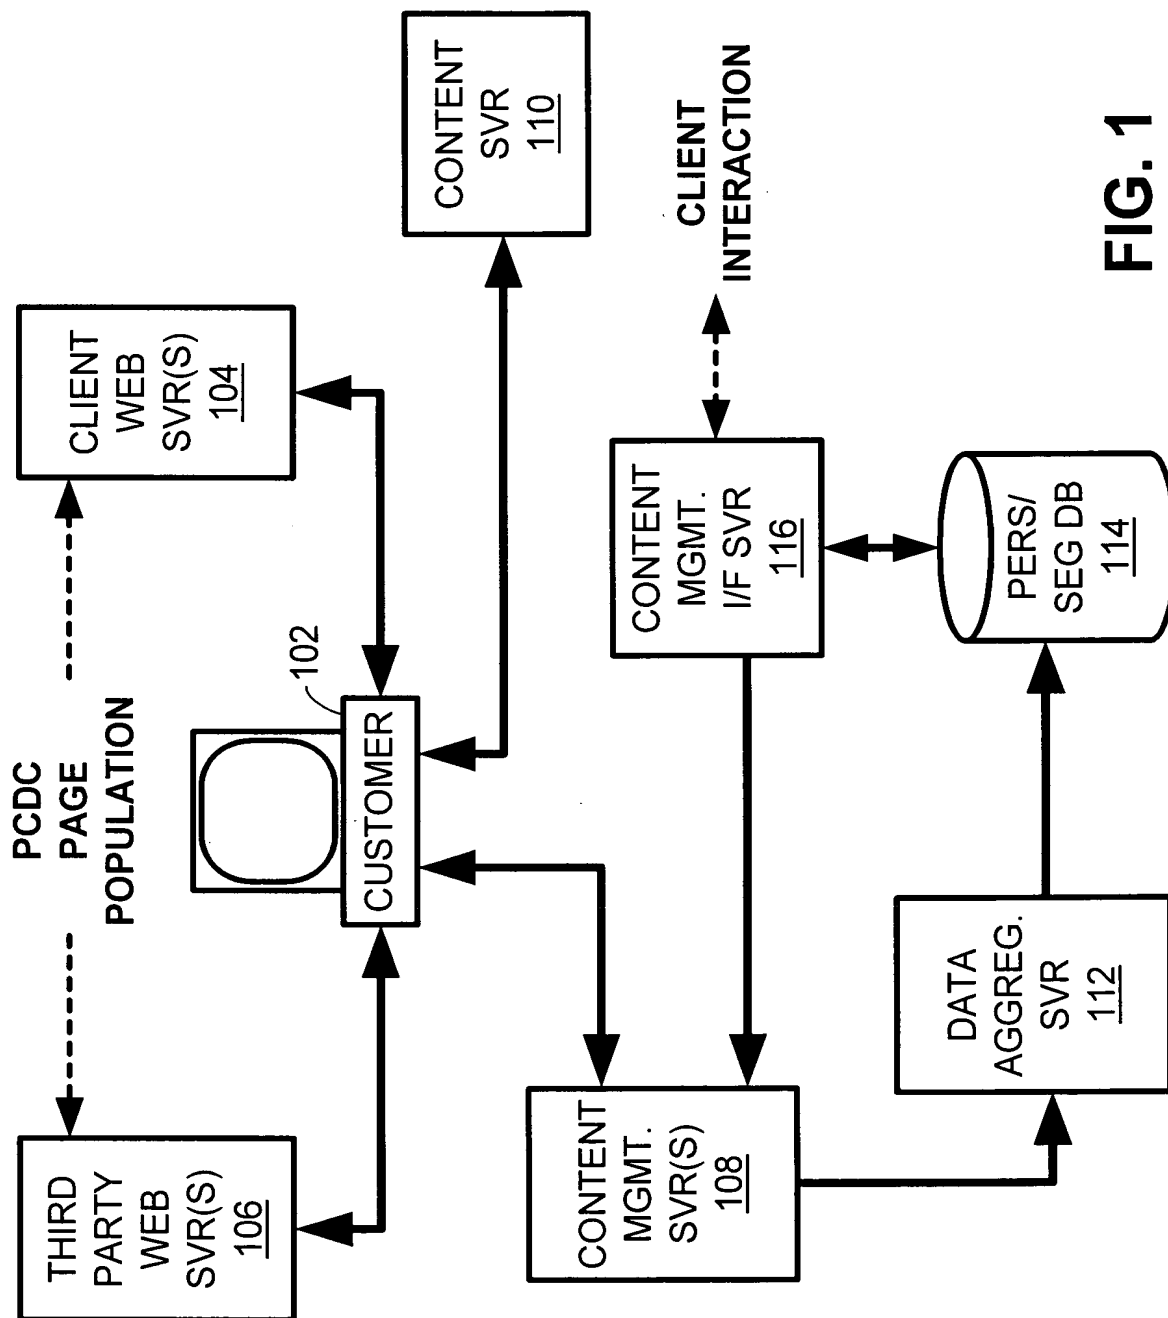 PCDC
PAGE
POPULATION
THIRD
PARTY
WEB
SVR(S)
106
CLIENT
WEB
SVR(S)
104
102
CUSTOMER
CONTENT
SVR
110
CONTENT
MGMT.
SVR(S)
108
CONTENT
MGMT.
I/F SVR
116
CLIENT
INTERACTION
DATA
AGGREG.
SVR
112
PERS/
SEG DB
114
FIG. 1